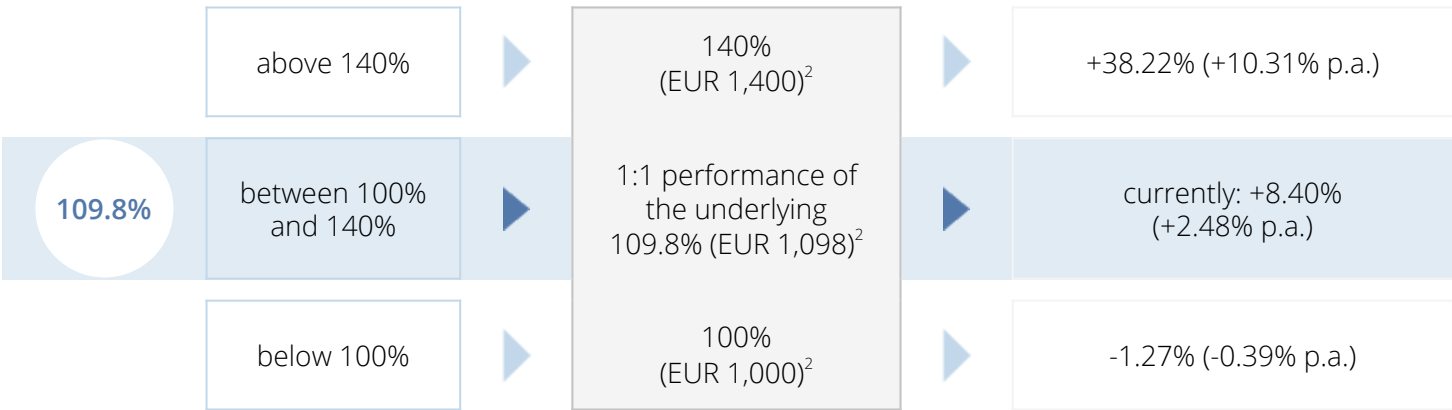 above 140%
140%
(EUR 1,400)²
+38.22% (+10.31% p.a.)
109.8%
between 100%
and 140%
1:1 performance of
the underlying
109.8% (EUR 1,098)²
currently: +8.40%
(+2.48% p.a.)
below 100%
100%
(EUR 1,000)²
-1.27% (-0.39% p.a.)